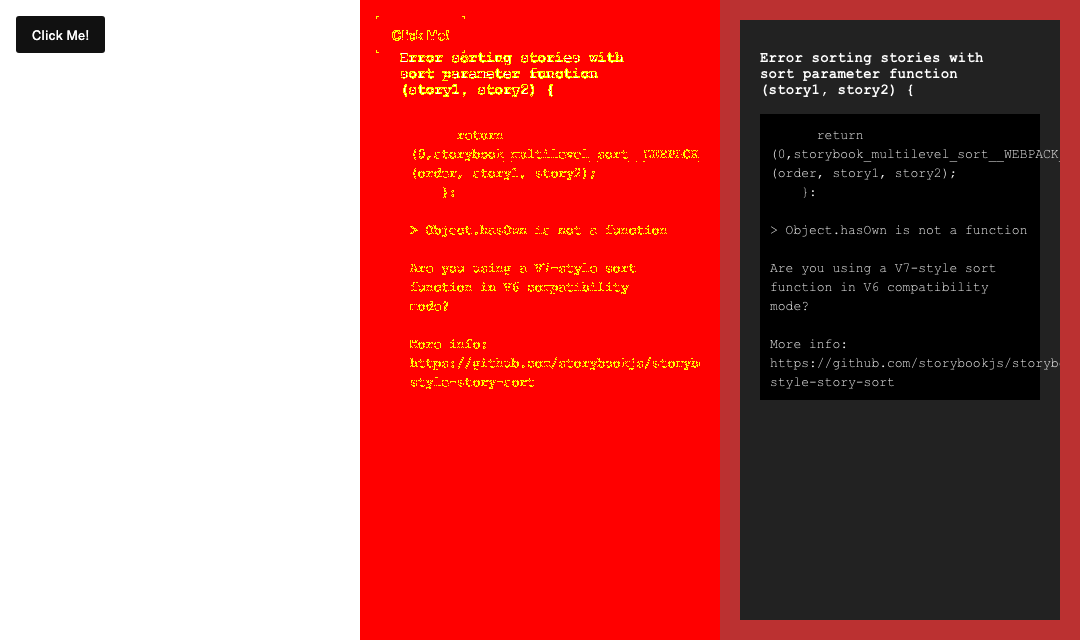 Click Me!
Click Me!
Error sorting stories with
sort parameter function
(story1, story2) {
return
(0,storybook_multilevel_sort__WEBPACK
(order, story1, story2);
}:
> Object.hasOwn is not a function
Are you using a V7-style sort
function in V6 compatibility
mode?
More info:
https://github.com/storybookjs/storyb
style-story-sort
Error sorting stories with
sort parameter function
(story1, story2) {
return
(0,storybook_multilevel_sort__WEBPACK_
(order, story1, story2);
}:
> Object.hasOwn is not a function
Are you using a V7-style sort
function in V6 compatibility
mode?
More info:
https://github.com/storybookjs/storyb
style-story-sort